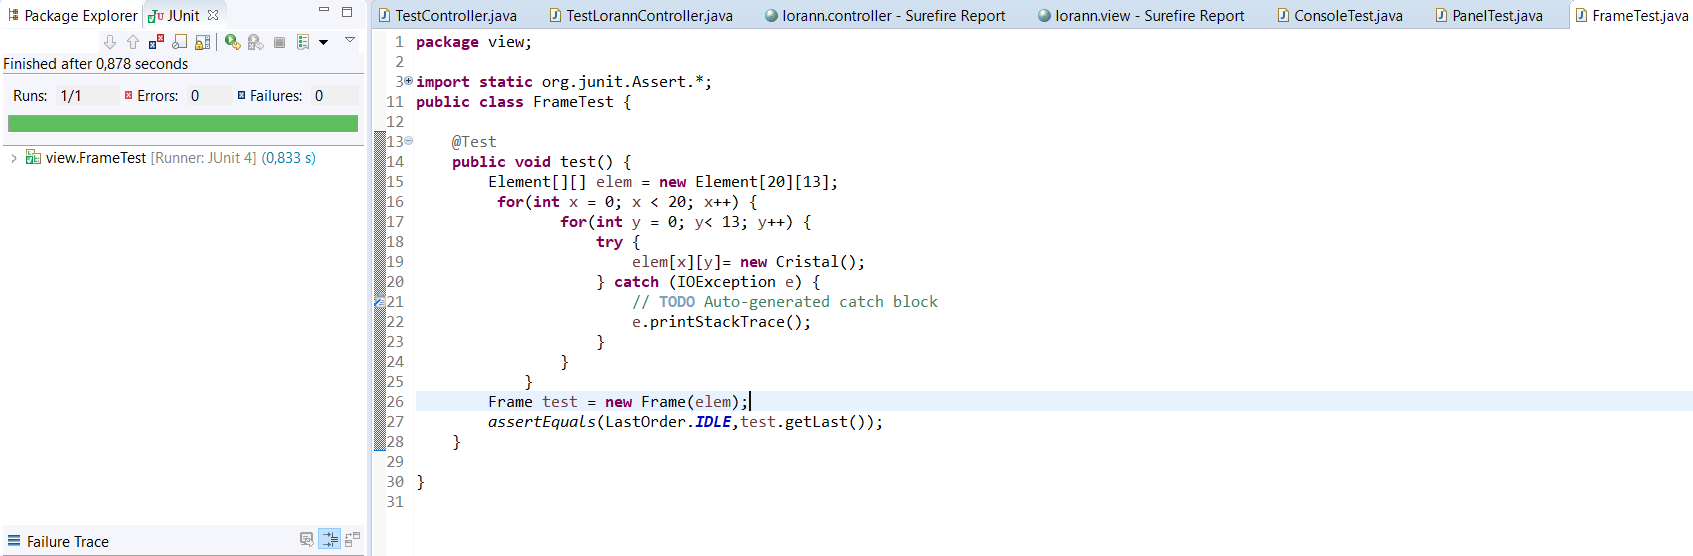 Package Explorer JUnit
Finished after 0,878 seconds
Runs: 1/1 Errors: 0 Failures: 0
view.FrameTest [Runner: JUnit 4] (0,833 s)
Failure Trace
TestController.java TestLorannController.java lorann.controller - Surefire Report lorann.view - Surefire Report ConsoleTest.java PanelTest.java FrameTest.java
1 package view;
2
3 import static org.junit.Assert.*;
11 public class FrameTest {
12
13 @Test
14 public void test() {
15 Element[][] elem = new Element[20][13];
16 for(int x = 0; x < 20; x++) {
17 for(int y = 0; y< 13; y++) {
18 try {
19 elem[x][y]= new Cristal();
20 } catch (IOException e) {
21 // TODO Auto-generated catch block
22 e.printStackTrace();
23 }
24 }
25 }
26 Frame test = new Frame(elem);
27 assertEquals(LastOrder.IDLE,test.getLast());
28 }
29
30 }
31